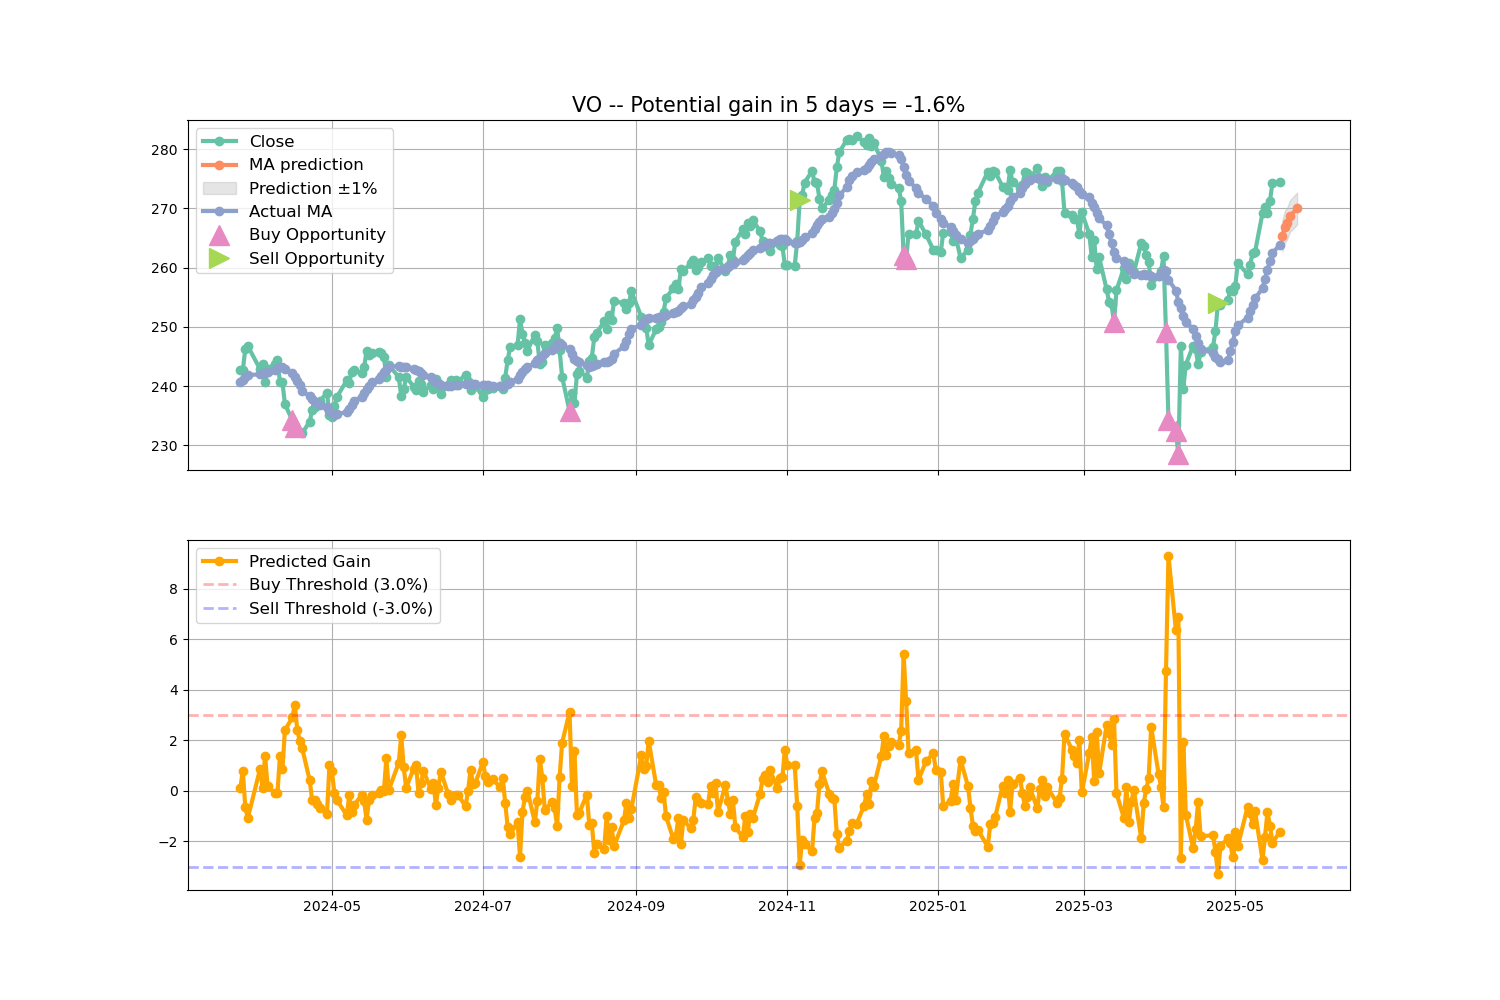 VO -- Potential gain in 5 days = -1.6%
Close
MA prediction
Prediction ±1%
Actual MA
Buy Opportunity
Sell Opportunity
280
270
260
250
240
230
Predicted Gain
Buy Threshold (3.0%)
Sell Threshold (-3.0%)
8
6
4
2
0
−2
2024-05 2024-07 2024-09 2024-11 2025-01 2025-03 2025-05